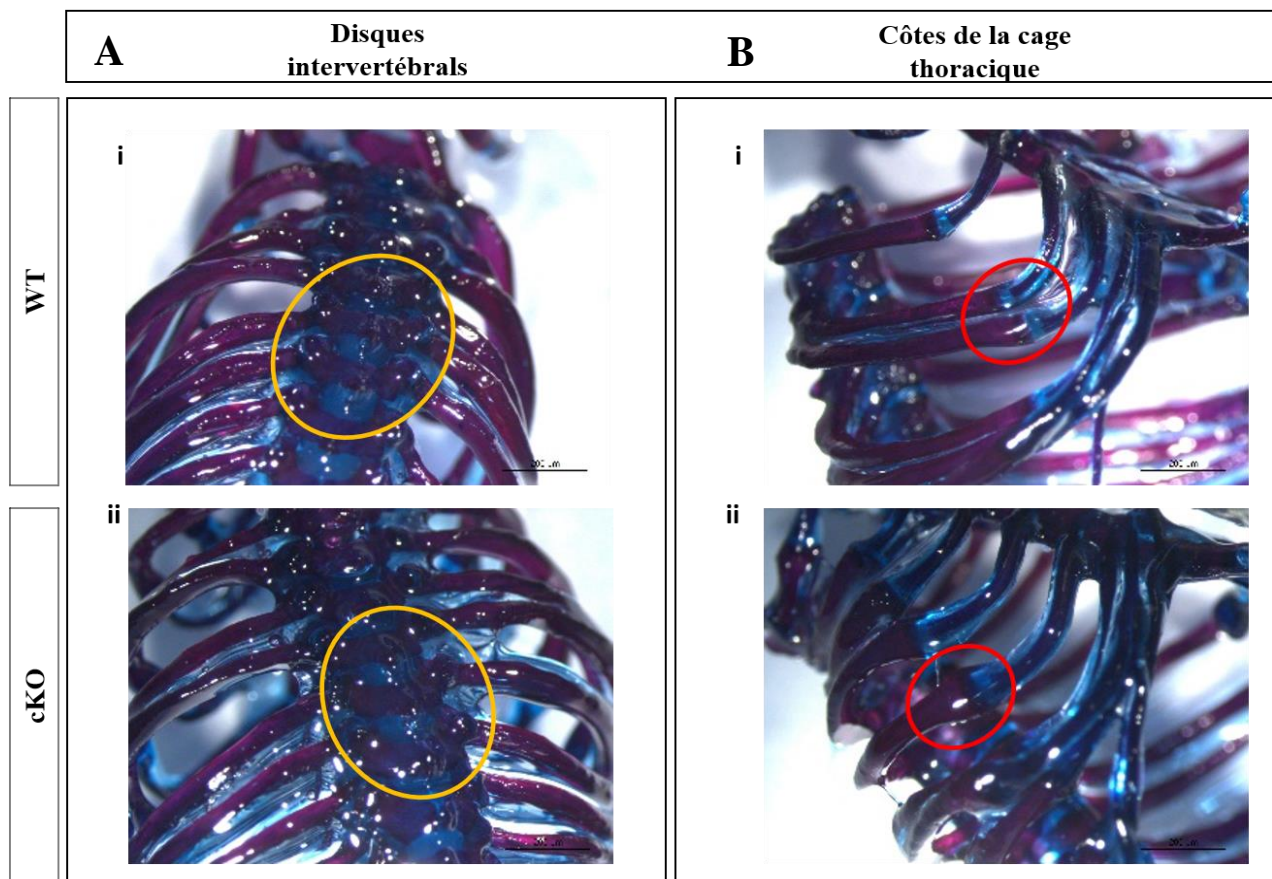 A
Disques
intervertébrals
B
Côtes de la cage
thoracique
WT
i
i
cKO
ii
ii